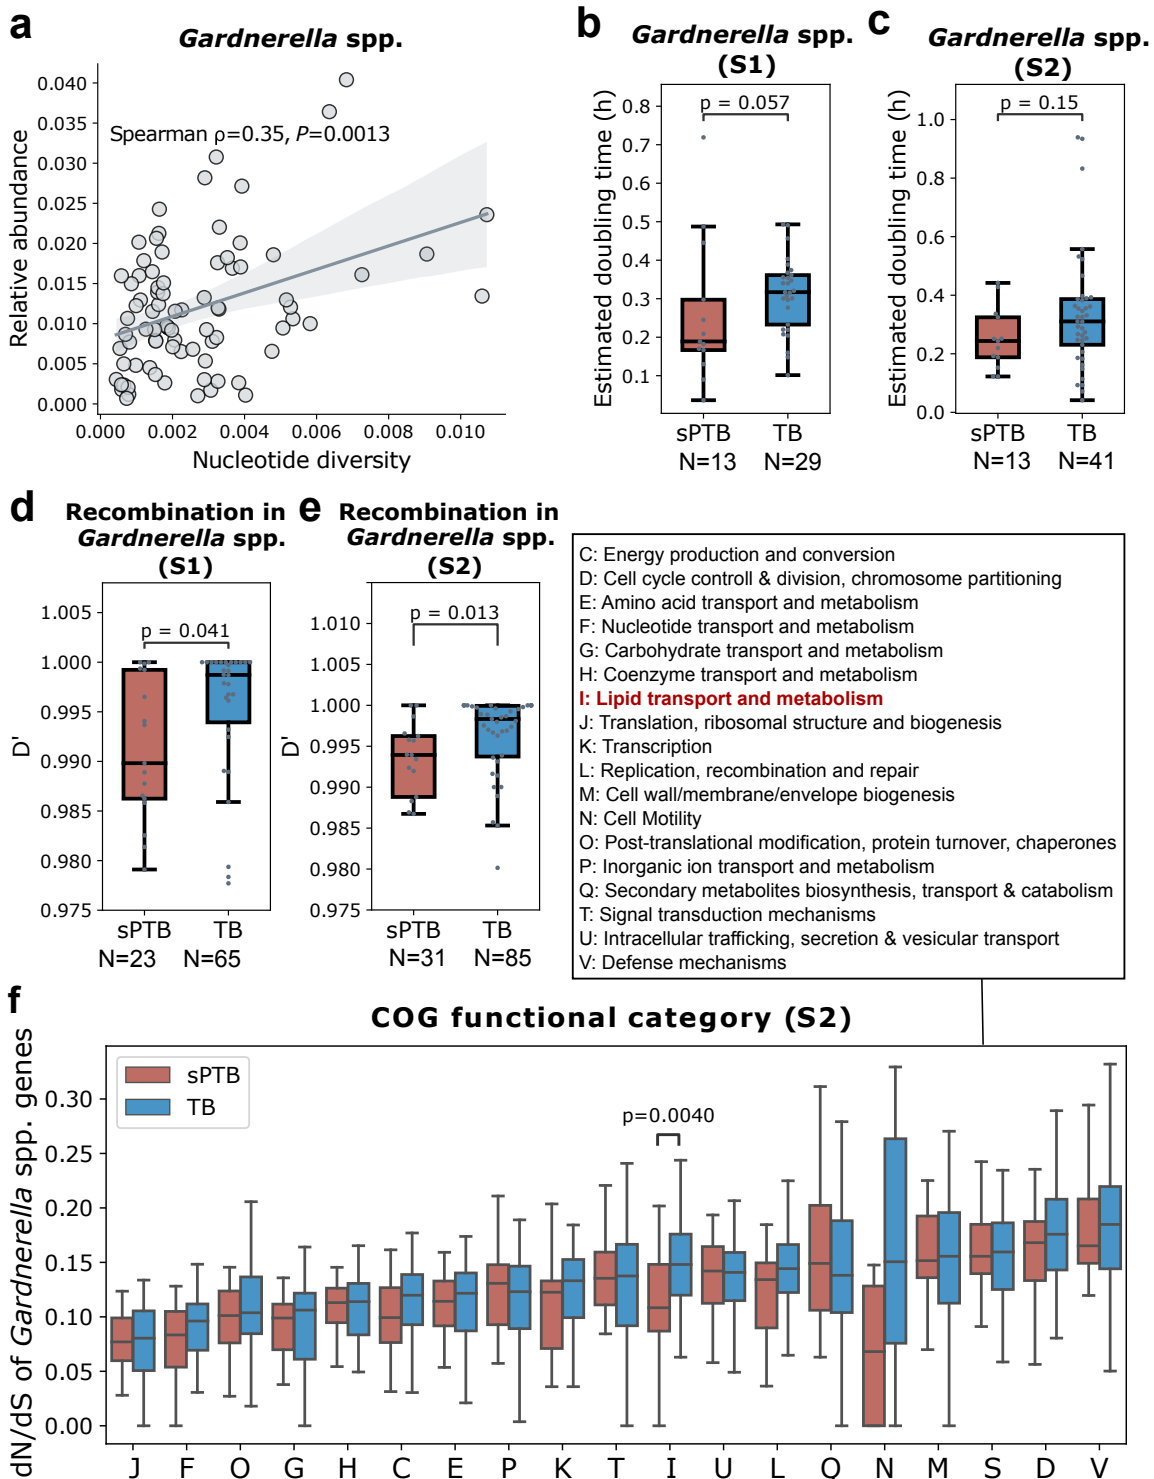 a
Gardnerella spp.
Relative abundance
0.040
0.035
0.030
0.025
0.020
0.015
0.010
0.005
0.000
Spearman ρ=0.35, P=0.0013
0.000 0.002 0.004 0.006 0.008 0.010
Nucleotide diversity
b
Gardnerella spp.
(S1)
Estimated doubling time (h)
0.8
0.7
0.6
0.5
0.4
0.3
0.2
0.1
p = 0.057
sPTB TB
N=13 N=29
c
Gardnerella spp.
(S2)
Estimated doubling time (h)
1.0
0.8
0.6
0.4
0.2
0.0
p = 0.15
sPTB TB
N=13 N=41
d
Recombination in
Gardnerella spp.
(S1)
D'
1.005
1.000
0.995
0.990
0.985
0.980
0.975
p = 0.041
sPTB TB
N=23 N=65
e
Recombination in
Gardnerella spp.
(S2)
D'
1.010
1.005
1.000
0.995
0.990
0.985
0.980
0.975
p = 0.013
sPTB TB
N=31 N=85
C: Energy production and conversion
D: Cell cycle controll & division, chromosome partitioning
E: Amino acid transport and metabolism
F: Nucleotide transport and metabolism
G: Carbohydrate transport and metabolism
H: Coenzyme transport and metabolism
I: Lipid transport and metabolism
J: Translation, ribosomal structure and biogenesis
K: Transcription
L: Replication, recombination and repair
M: Cell wall/membrane/envelope biogenesis
N: Cell Motility
O: Post-translational modification, protein turnover, chaperones
P: Inorganic ion transport and metabolism
Q: Secondary metabolites biosynthesis, transport & catabolism
T: Signal transduction mechanisms
U: Intracellular trafficking, secretion & vesicular transport
V: Defense mechanisms
f
COG functional category (S2)
dN/dS of Gardnerella spp. genes
0.30
0.25
0.20
0.15
0.10
0.05
0.00
sPTB
TB
p=0.0040
J F O G H C E P K T I U L Q N M S D V